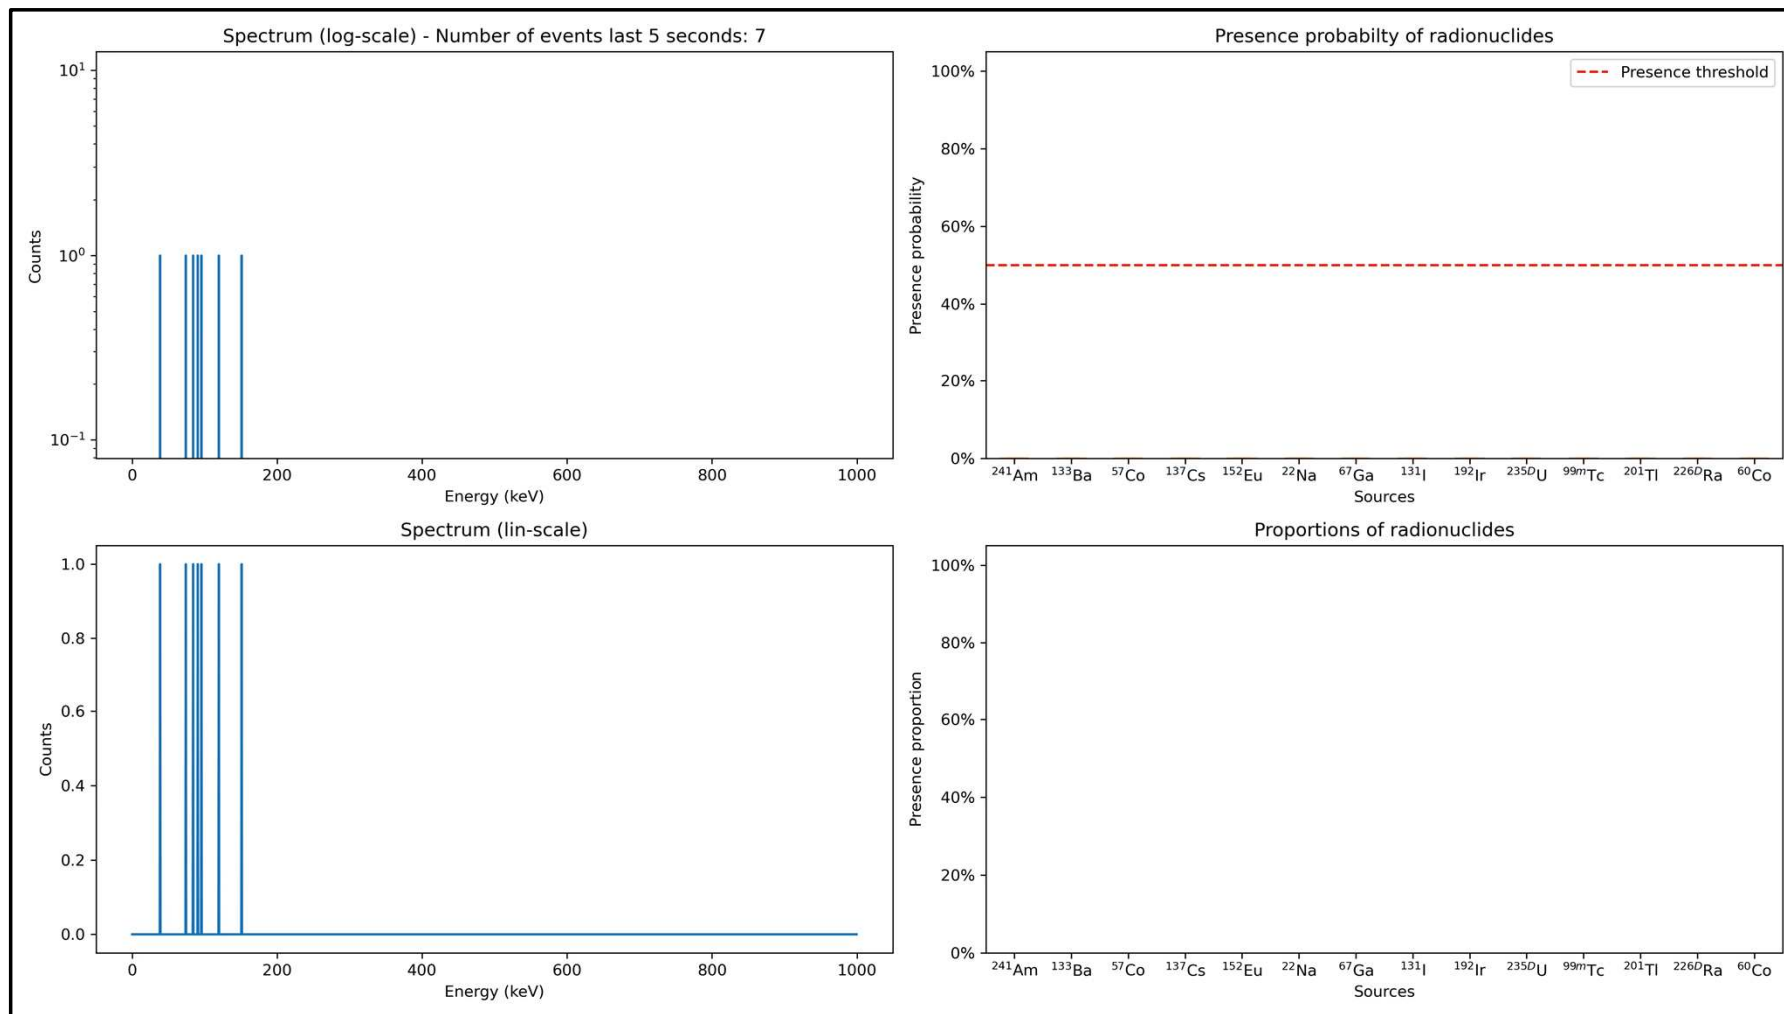 Spectrum (log-scale) - Number of events last 5 seconds: 7
10¹
10⁰
10⁻¹
Counts
0 200 400 600 800 1000
Energy (keV)
Presence probabilty of radionuclides
Presence threshold
100%
80%
60%
40%
20%
0%
Presence probability
²⁴¹Am ¹³³Ba ⁵⁷Co ¹³⁷Cs ¹⁵²Eu ²²Na ⁶⁷Ga ¹³¹I ¹⁹²Ir ²³⁵ᴰU ⁹⁹ᵐTc ²⁰¹Tl ²²⁶ᴰRa ⁶⁰Co
Sources
Spectrum (lin-scale)
1.0
0.8
0.6
0.4
0.2
0.0
Counts
0 200 400 600 800 1000
Energy (keV)
Proportions of radionuclides
100%
80%
60%
40%
20%
0%
Presence proportion
²⁴¹Am ¹³³Ba ⁵⁷Co ¹³⁷Cs ¹⁵²Eu ²²Na ⁶⁷Ga ¹³¹I ¹⁹²Ir ²³⁵ᴰU ⁹⁹ᵐTc ²⁰¹Tl ²²⁶ᴰRa ⁶⁰Co
Sources